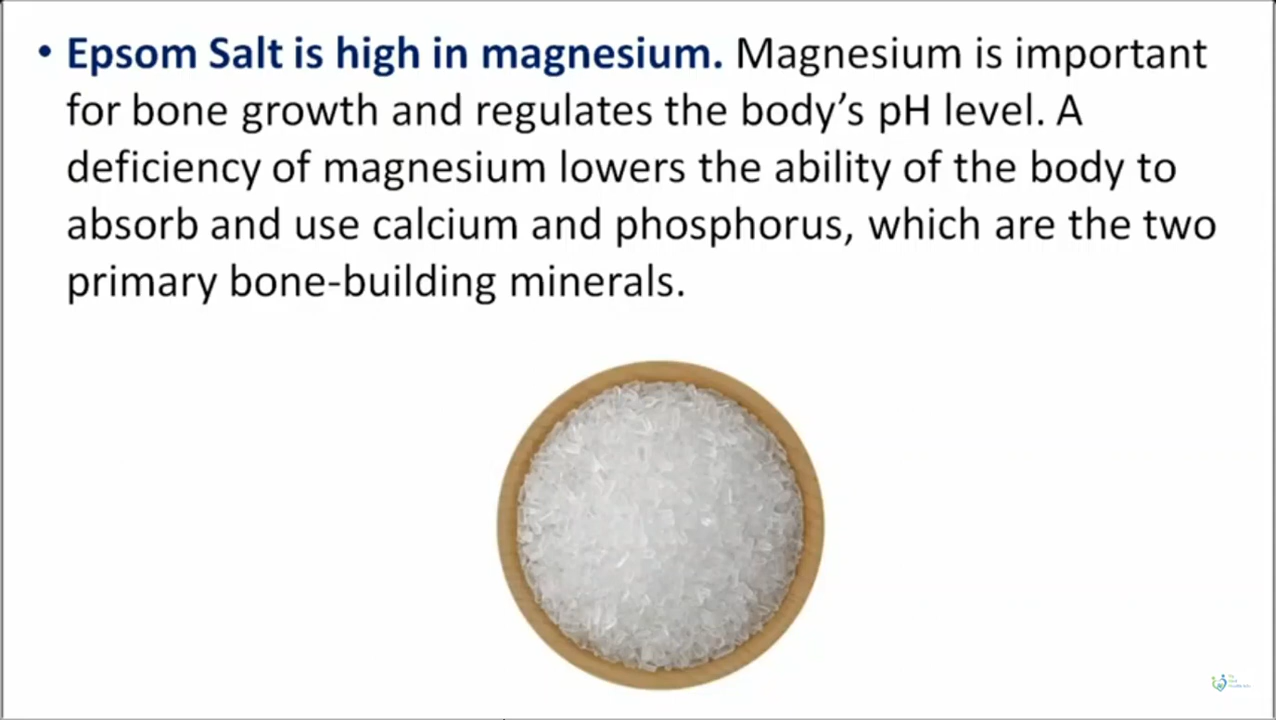 • Epsom Salt is high in magnesium. Magnesium is important
for bone growth and regulates the body’s pH level. A
deficiency of magnesium lowers the ability of the body to
absorb and use calcium and phosphorus, which are the two
primary bone-building minerals.